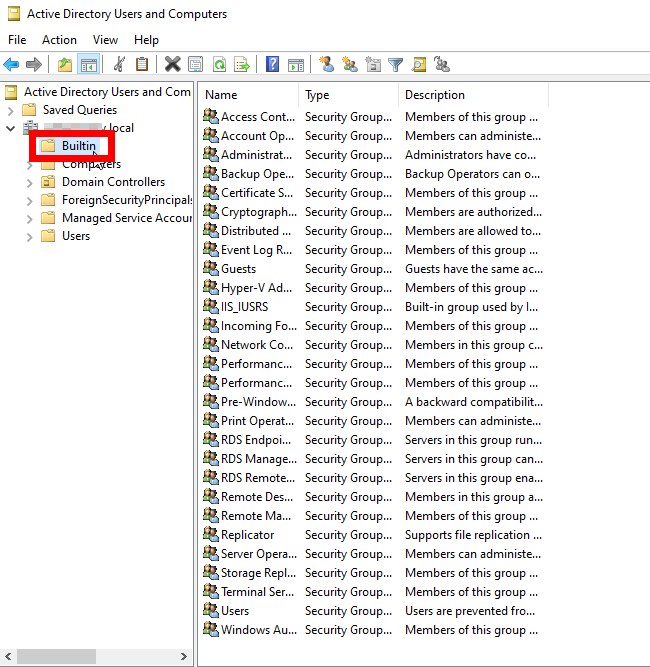 Active Directory Users and Computers
File Action View Help
Active Directory Users and Com
Saved Queries
.local
Builtin
Computers
Domain Controllers
ForeignSecurityPrincipals
Managed Service Accour
Users
Name Type Description
Access Cont... Security Group... Members of this group ...
Account Op... Security Group... Members can administe...
Administrat... Security Group... Administrators have co...
Backup Ope... Security Group... Backup Operators can o...
Certificate S... Security Group... Members of this group ...
Cryptograph... Security Group... Members are authorized...
Distributed ... Security Group... Members are allowed to...
Event Log R... Security Group... Members of this group ...
Guests Security Group... Guests have the same ac...
Hyper-V Ad... Security Group... Members of this group ...
IIS_IUSRS Security Group... Built-in group used by I...
Incoming Fo... Security Group... Members of this group ...
Network Co... Security Group... Members in this group c...
Performanc... Security Group... Members of this group ...
Performanc... Security Group... Members of this group ...
Pre-Window... Security Group... A backward compatibilit...
Print Operat... Security Group... Members can administe...
RDS Endpoi... Security Group... Servers in this group run...
RDS Manage... Security Group... Servers in this group can...
RDS Remote... Security Group... Servers in this group ena...
Remote Des... Security Group... Members in this group a...
Remote Ma... Security Group... Members of this group ...
Replicator Security Group... Supports file replication ...
Server Opera... Security Group... Members can administe...
Storage Repl... Security Group... Members of this group ...
Terminal Ser... Security Group... Members of this group ...
Users Security Group... Users are prevented fro...
Windows Au... Security Group... Members of this group ...